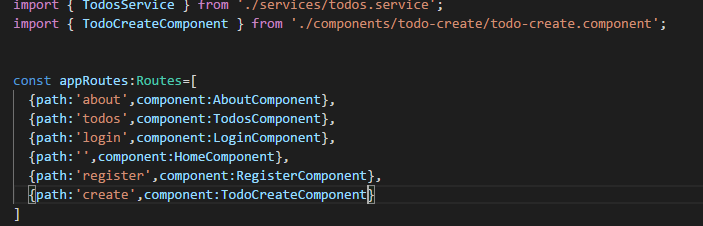 import { TodosService } from './services/todos.service';
import { TodoCreateComponent } from './components/todo-create/todo-create.component';
const appRoutes:Routes=[
{path:'about',component:AboutComponent},
{path:'todos',component:TodosComponent},
{path:'login',component:LoginComponent},
{path:'',component:HomeComponent},
{path:'register',component:RegisterComponent},
{path:'create',component:TodoCreateComponent}
]